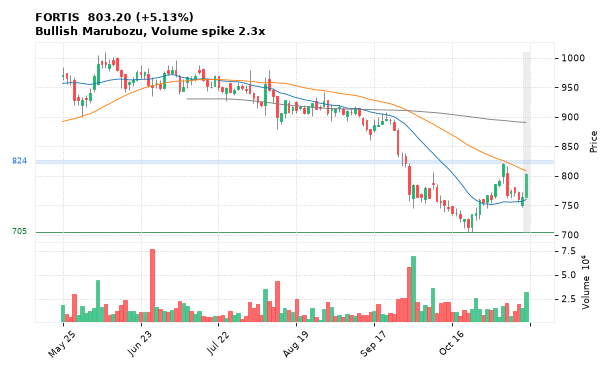 FORTIS 803.20 (+5.13%)
Bullish Marubozu, Volume spike 2.3x
1000
950
900
850
824
800
750
705
700
Price
7.5
5.0
2.5
Volume 10⁶
May 25
Jun 23
Jul 22
Aug 19
Sep 17
Oct 16